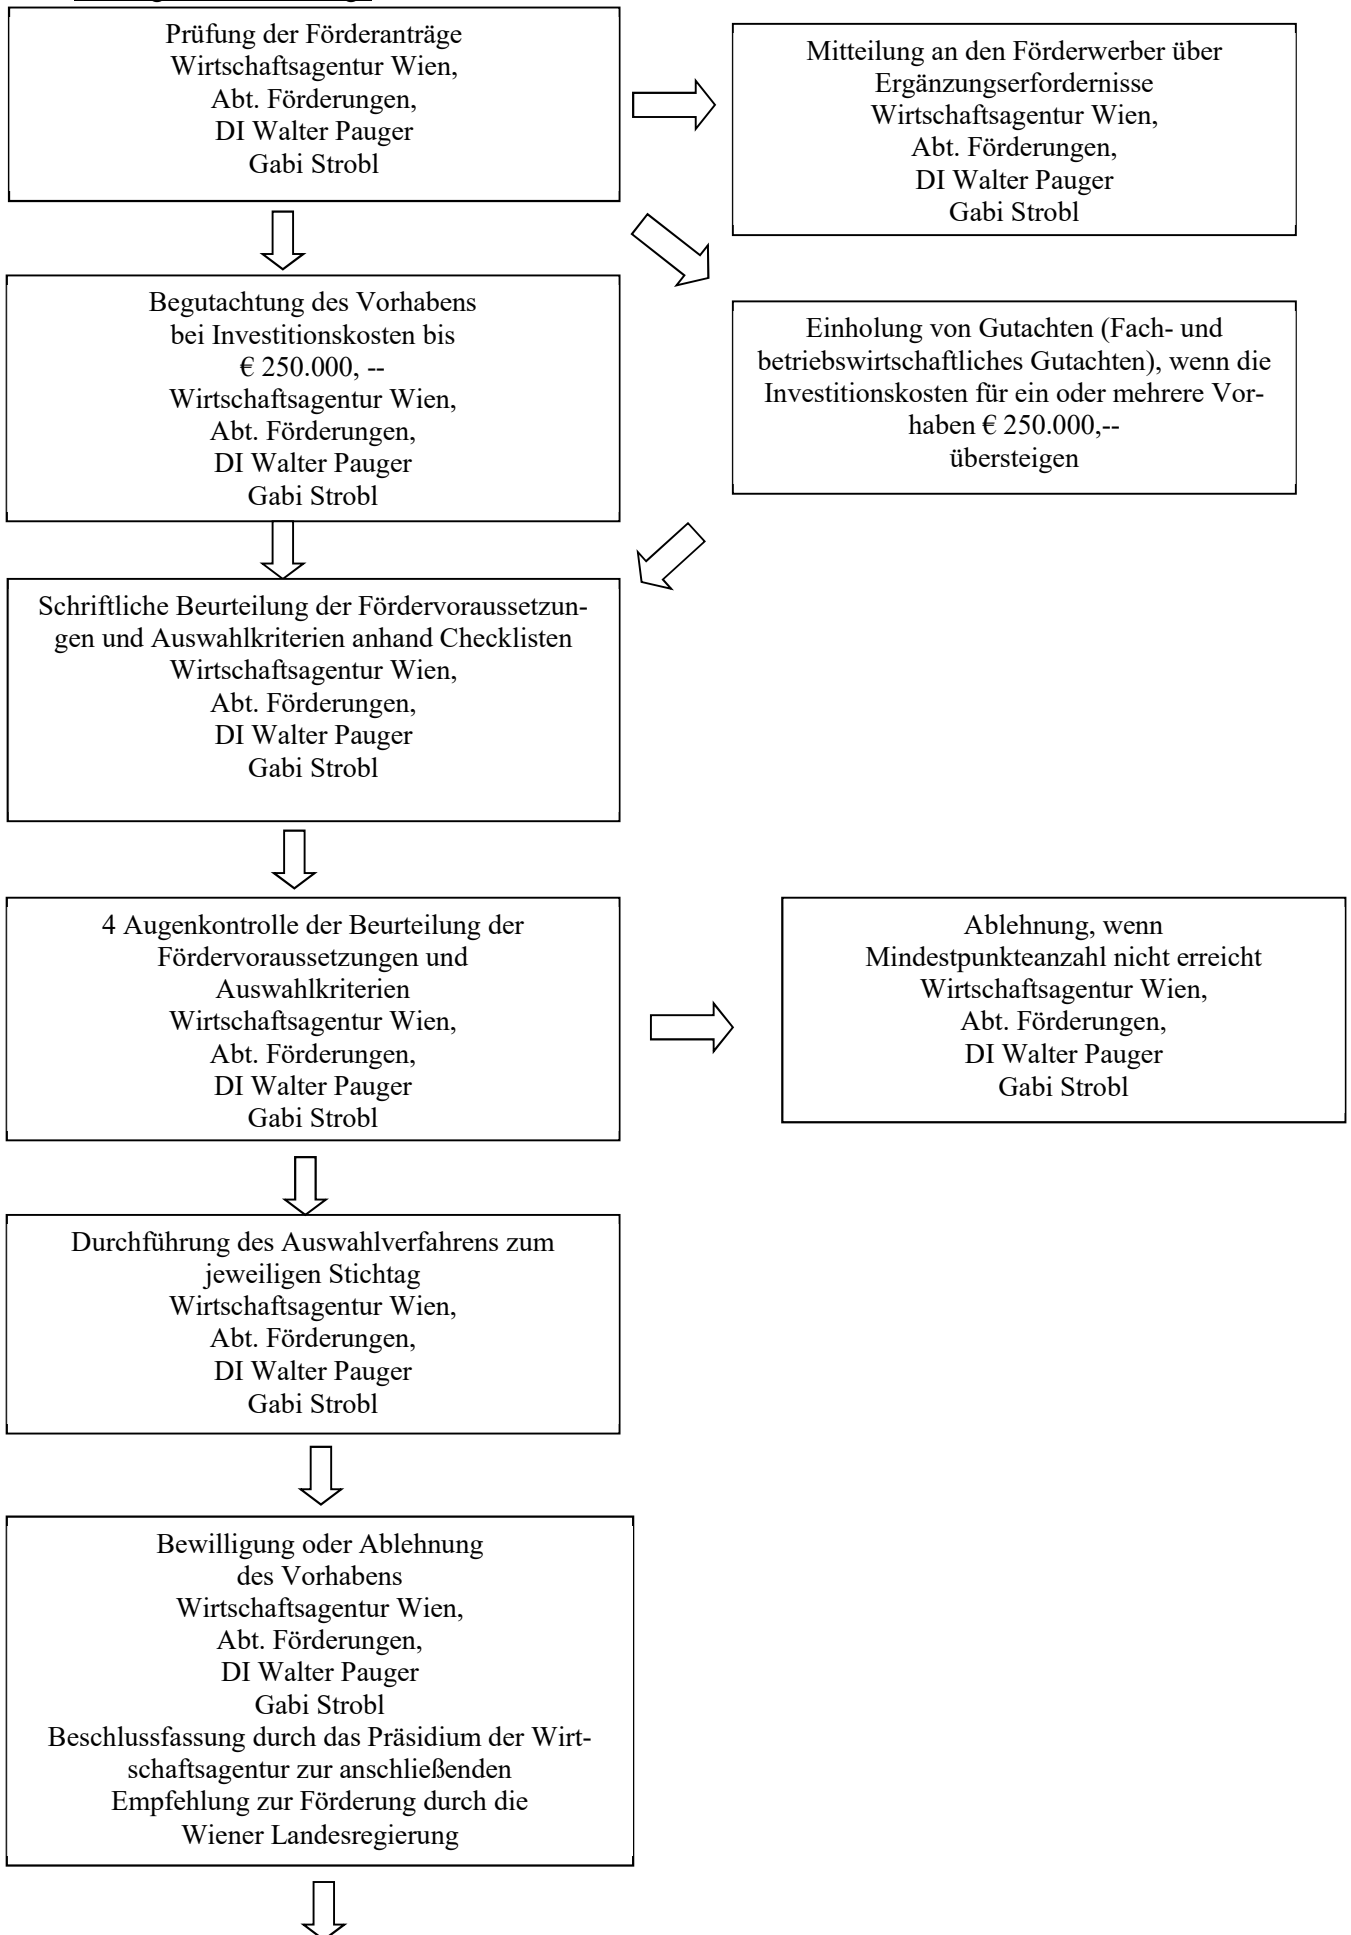 Prüfung der Förderanträge
Wirtschaftsagentur Wien,
Abt. Förderungen,
DI Walter Pauger
Gabi Strobl
Mitteilung an den Förderwerber über
Ergänzungserfordernisse
Wirtschaftsagentur Wien,
Abt. Förderungen,
DI Walter Pauger
Gabi Strobl
Begutachtung des Vorhabens
bei Investitionskosten bis
€ 250.000, --
Wirtschaftsagentur Wien,
Abt. Förderungen,
DI Walter Pauger
Gabi Strobl
Einholung von Gutachten (Fach- und
betriebswirtschaftliches Gutachten), wenn die
Investitionskosten für ein oder mehrere Vor-
haben € 250.000,--
übersteigen
Schriftliche Beurteilung der Fördervoraussetzun-
gen und Auswahlkriterien anhand Checklisten
Wirtschaftsagentur Wien,
Abt. Förderungen,
DI Walter Pauger
Gabi Strobl
4 Augenkontrolle der Beurteilung der
Fördervoraussetzungen und
Auswahlkriterien
Wirtschaftsagentur Wien,
Abt. Förderungen,
DI Walter Pauger
Gabi Strobl
Ablehnung, wenn
Mindestpunkteanzahl nicht erreicht
Wirtschaftsagentur Wien,
Abt. Förderungen,
DI Walter Pauger
Gabi Strobl
Durchführung des Auswahlverfahrens zum
jeweiligen Stichtag
Wirtschaftsagentur Wien,
Abt. Förderungen,
DI Walter Pauger
Gabi Strobl
Bewilligung oder Ablehnung
des Vorhabens
Wirtschaftsagentur Wien,
Abt. Förderungen,
DI Walter Pauger
Gabi Strobl
Beschlussfassung durch das Präsidium der Wirt-
schaftsagentur zur anschließenden
Empfehlung zur Förderung durch die
Wiener Landesregierung